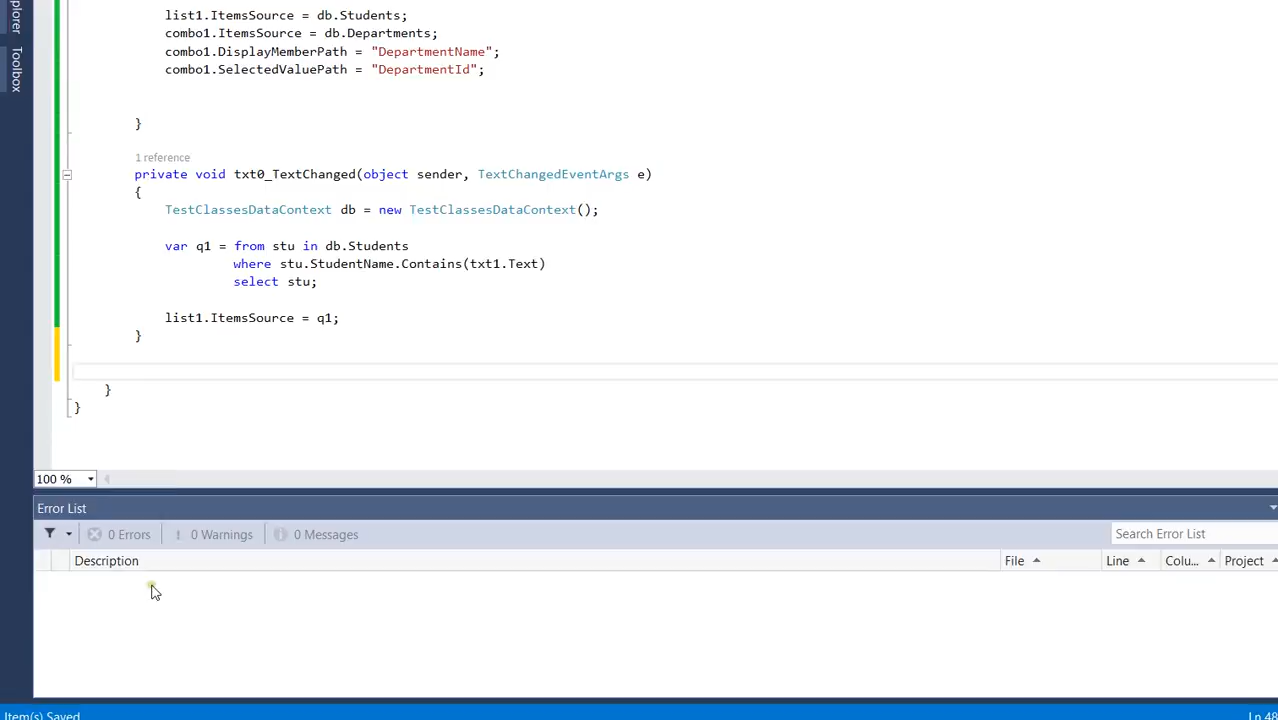 plorer
Toolbox
list1.ItemsSource = db.Students;
combo1.ItemsSource = db.Departments;
combo1.DisplayMemberPath = "DepartmentName";
combo1.SelectedValuePath = "DepartmentId";
}
1 reference
private void txt0_TextChanged(object sender, TextChangedEventArgs e)
{
TestClassesDataContext db = new TestClassesDataContext();
var q1 = from stu in db.Students
where stu.StudentName.Contains(txt1.Text)
select stu;
list1.ItemsSource = q1;
}
}
}
100 %
Error List
0 Errors 0 Warnings 0 Messages Search Error List
Description File Line Colu... Project
Item(s) Saved Ln 48